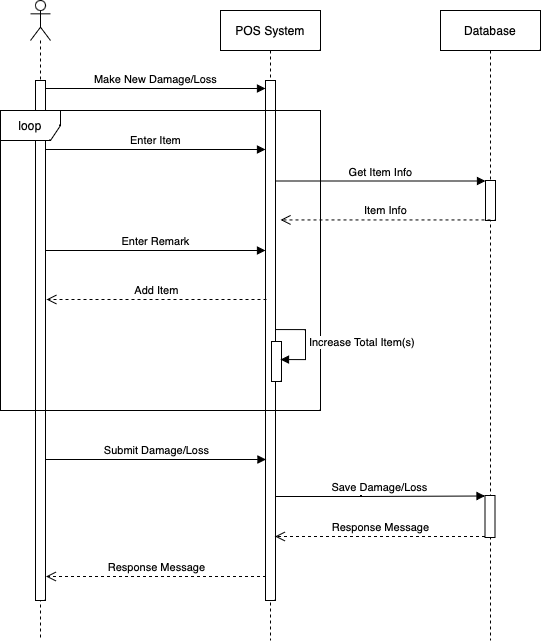 POS System
Database
Make New Damage/Loss
loop
Enter Item
Get Item Info
Item Info
Enter Remark
Add Item
Increase Total Item(s)
Submit Damage/Loss
Save Damage/Loss
Response Message
Response Message